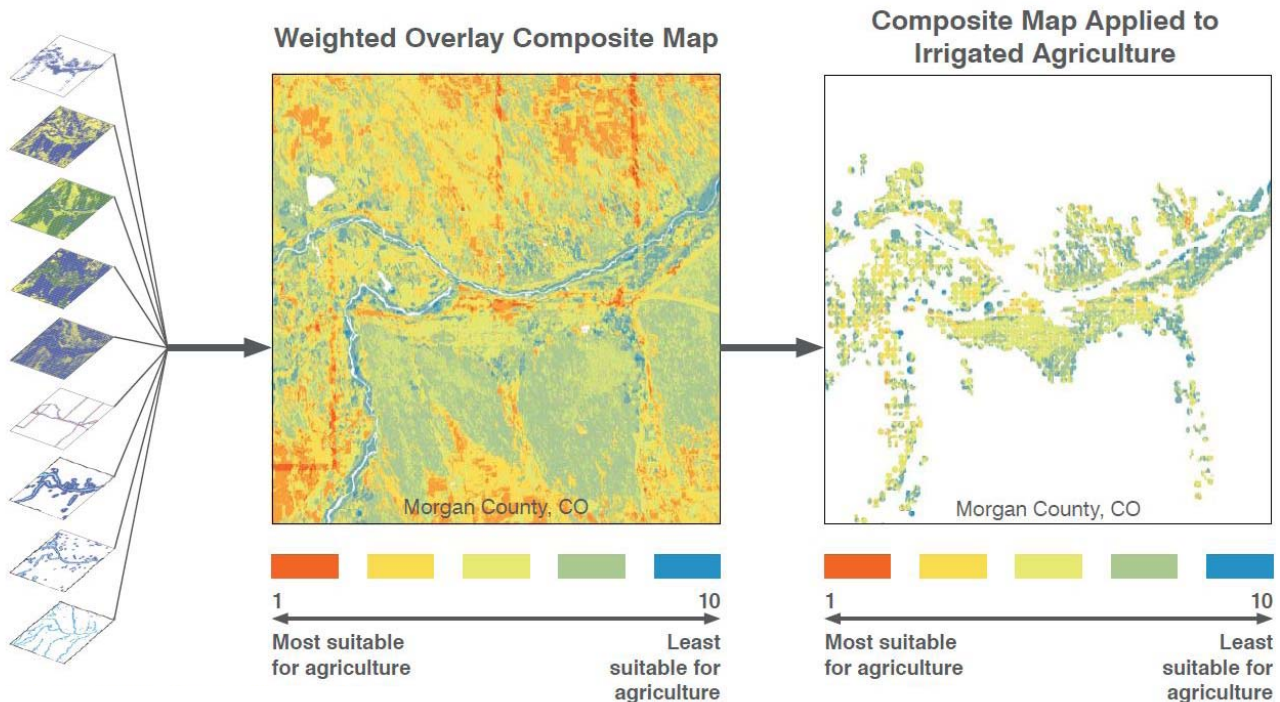 Weighted Overlay Composite Map
Composite Map Applied to
Irrigated Agriculture
Morgan County, CO
Morgan County, CO
1
10
Most suitable
for agriculture
Least
suitable for
agriculture
1
10
Most suitable
for agriculture
Least
suitable for
agriculture